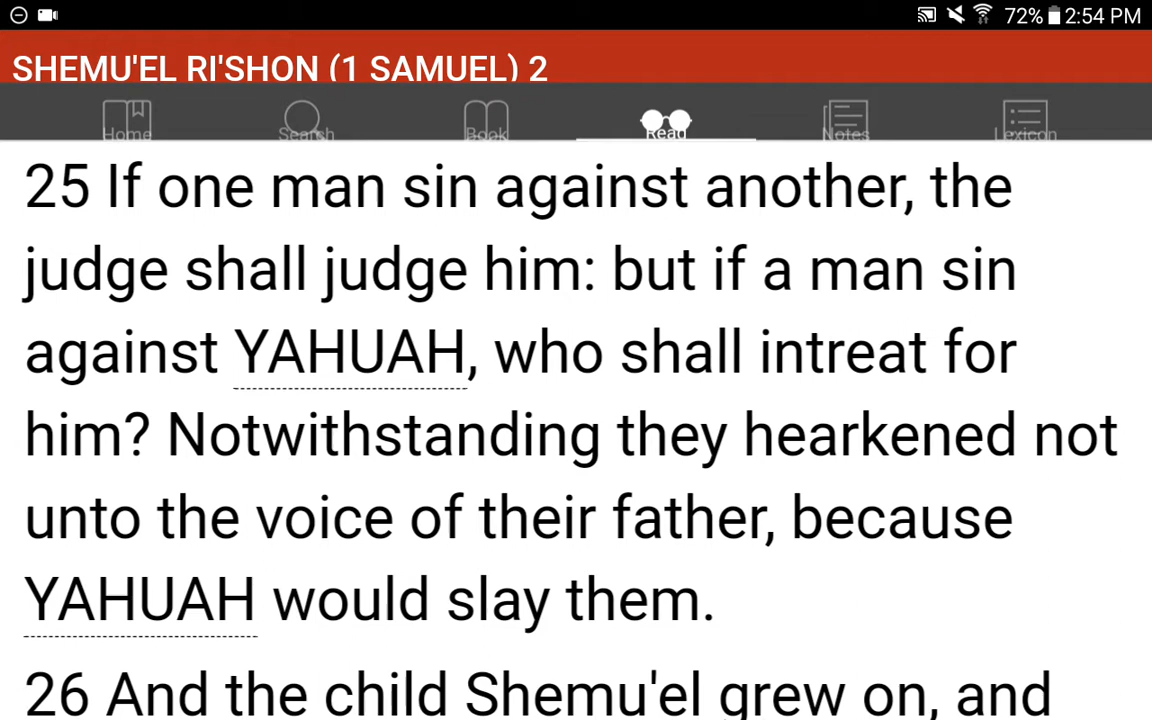 72% 2:54 PM
SHEMU'EL RI'SHON (1 SAMUEL) 2
Home Search Book Read Notes Lexicon
25 If one man sin against another, the
judge shall judge him: but if a man sin
against YAHUAH, who shall intreat for
him? Notwithstanding they hearkened not
unto the voice of their father, because
YAHUAH would slay them.
26 And the child Shemu'el grew on, and